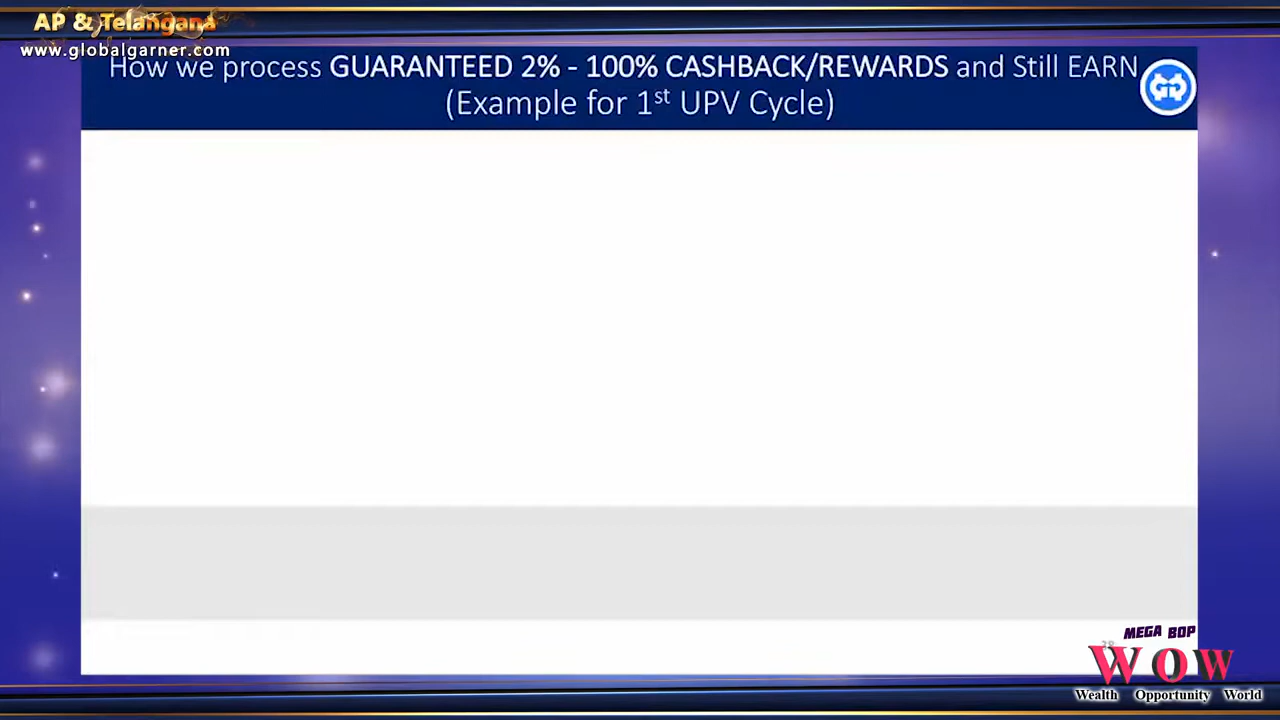 AP & Telangana
www.globalgarner.com
How we process GUARANTEED 2% - 100% CASHBACK/REWARDS and Still EARN
(Example for 1st UPV Cycle)
MEGA BOP
WOW
Wealth Opportunity World